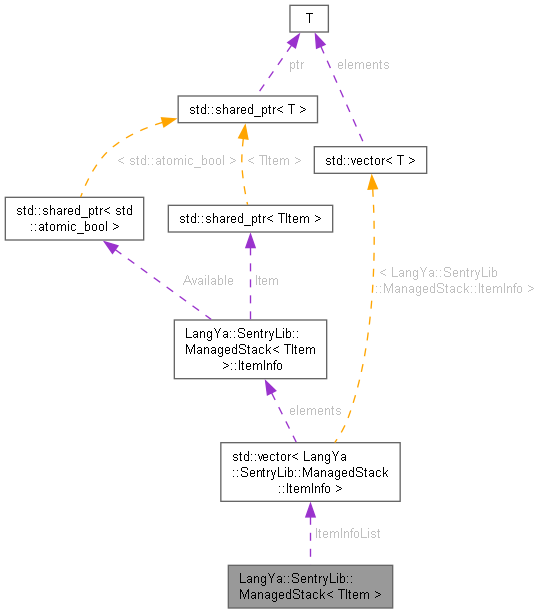 T
ptr
elements
std::shared_ptr< T >
< std::atomic_bool >
< TItem >
std::vector< T >
std::shared_ptr< std
::atomic_bool >
std::shared_ptr< TItem >
Available
Item
< LangYa::SentryLib
::ManagedStack::ItemInfo >
LangYa::SentryLib::
ManagedStack< TItem
>::ItemInfo
elements
std::vector< LangYa
::SentryLib::ManagedStack
::ItemInfo >
ItemInfoList
LangYa::SentryLib::
ManagedStack< TItem >